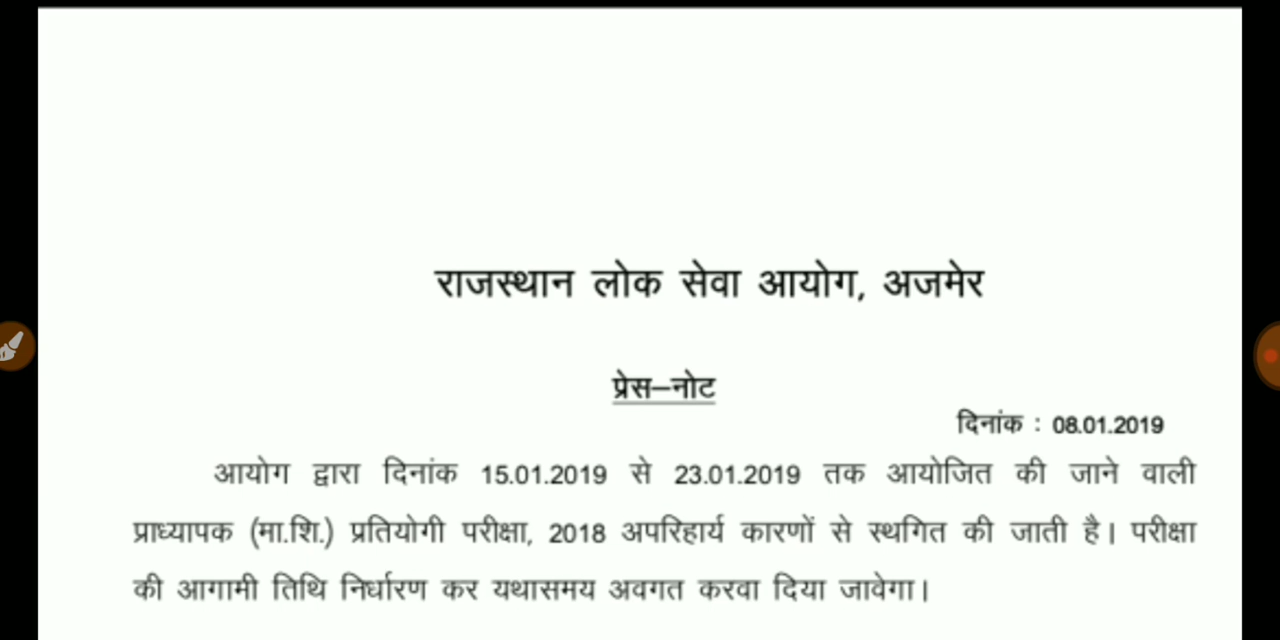 राजस्थान लोक सेवा आयोग, अजमेर
प्रेस–नोट
दिनांक : 08.01.2019
आयोग द्वारा दिनांक 15.01.2019 से 23.01.2019 तक आयोजित की जाने वाली
प्राध्यापक (मा.शि.) प्रतियोगी परीक्षा, 2018 अपरिहार्य कारणों से स्थगित की जाती है। परीक्षा
की आगामी तिथि निर्धारण कर यथासमय अवगत करवा दिया जावेगा।